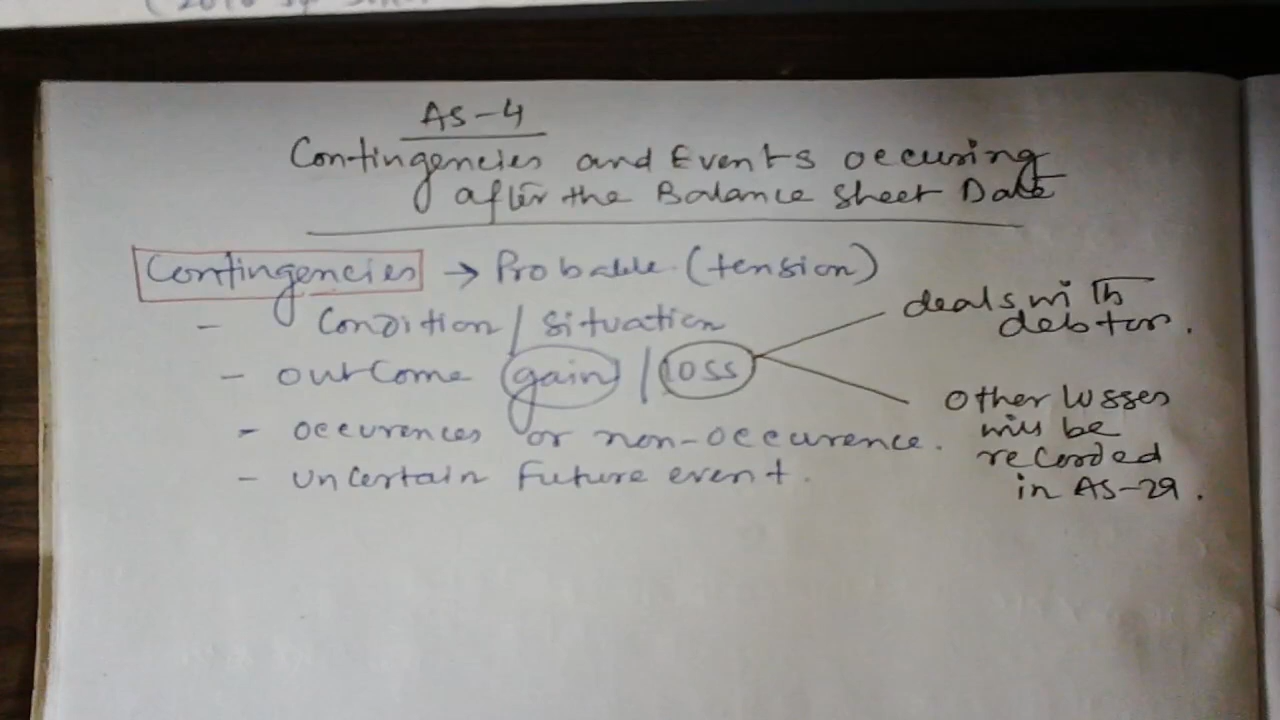 AS-4
Contingencies and Events occuring
after the Balance Sheet Date
Contingencies → Probable (tension)
- Condition / Situation
- outcome gain / loss
- occurences or non-occurence.
- uncertain future event.
deals with
debtors.
other losses
will be
recorded
in AS-29.